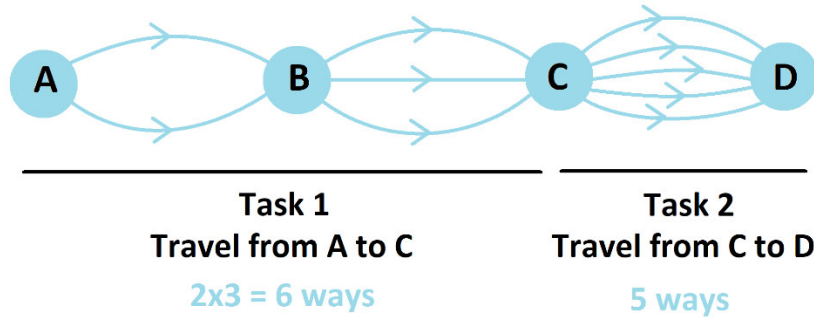 A B C D
Task 1
Travel from A to C
2x3 = 6 ways
Task 2
Travel from C to D
5 ways